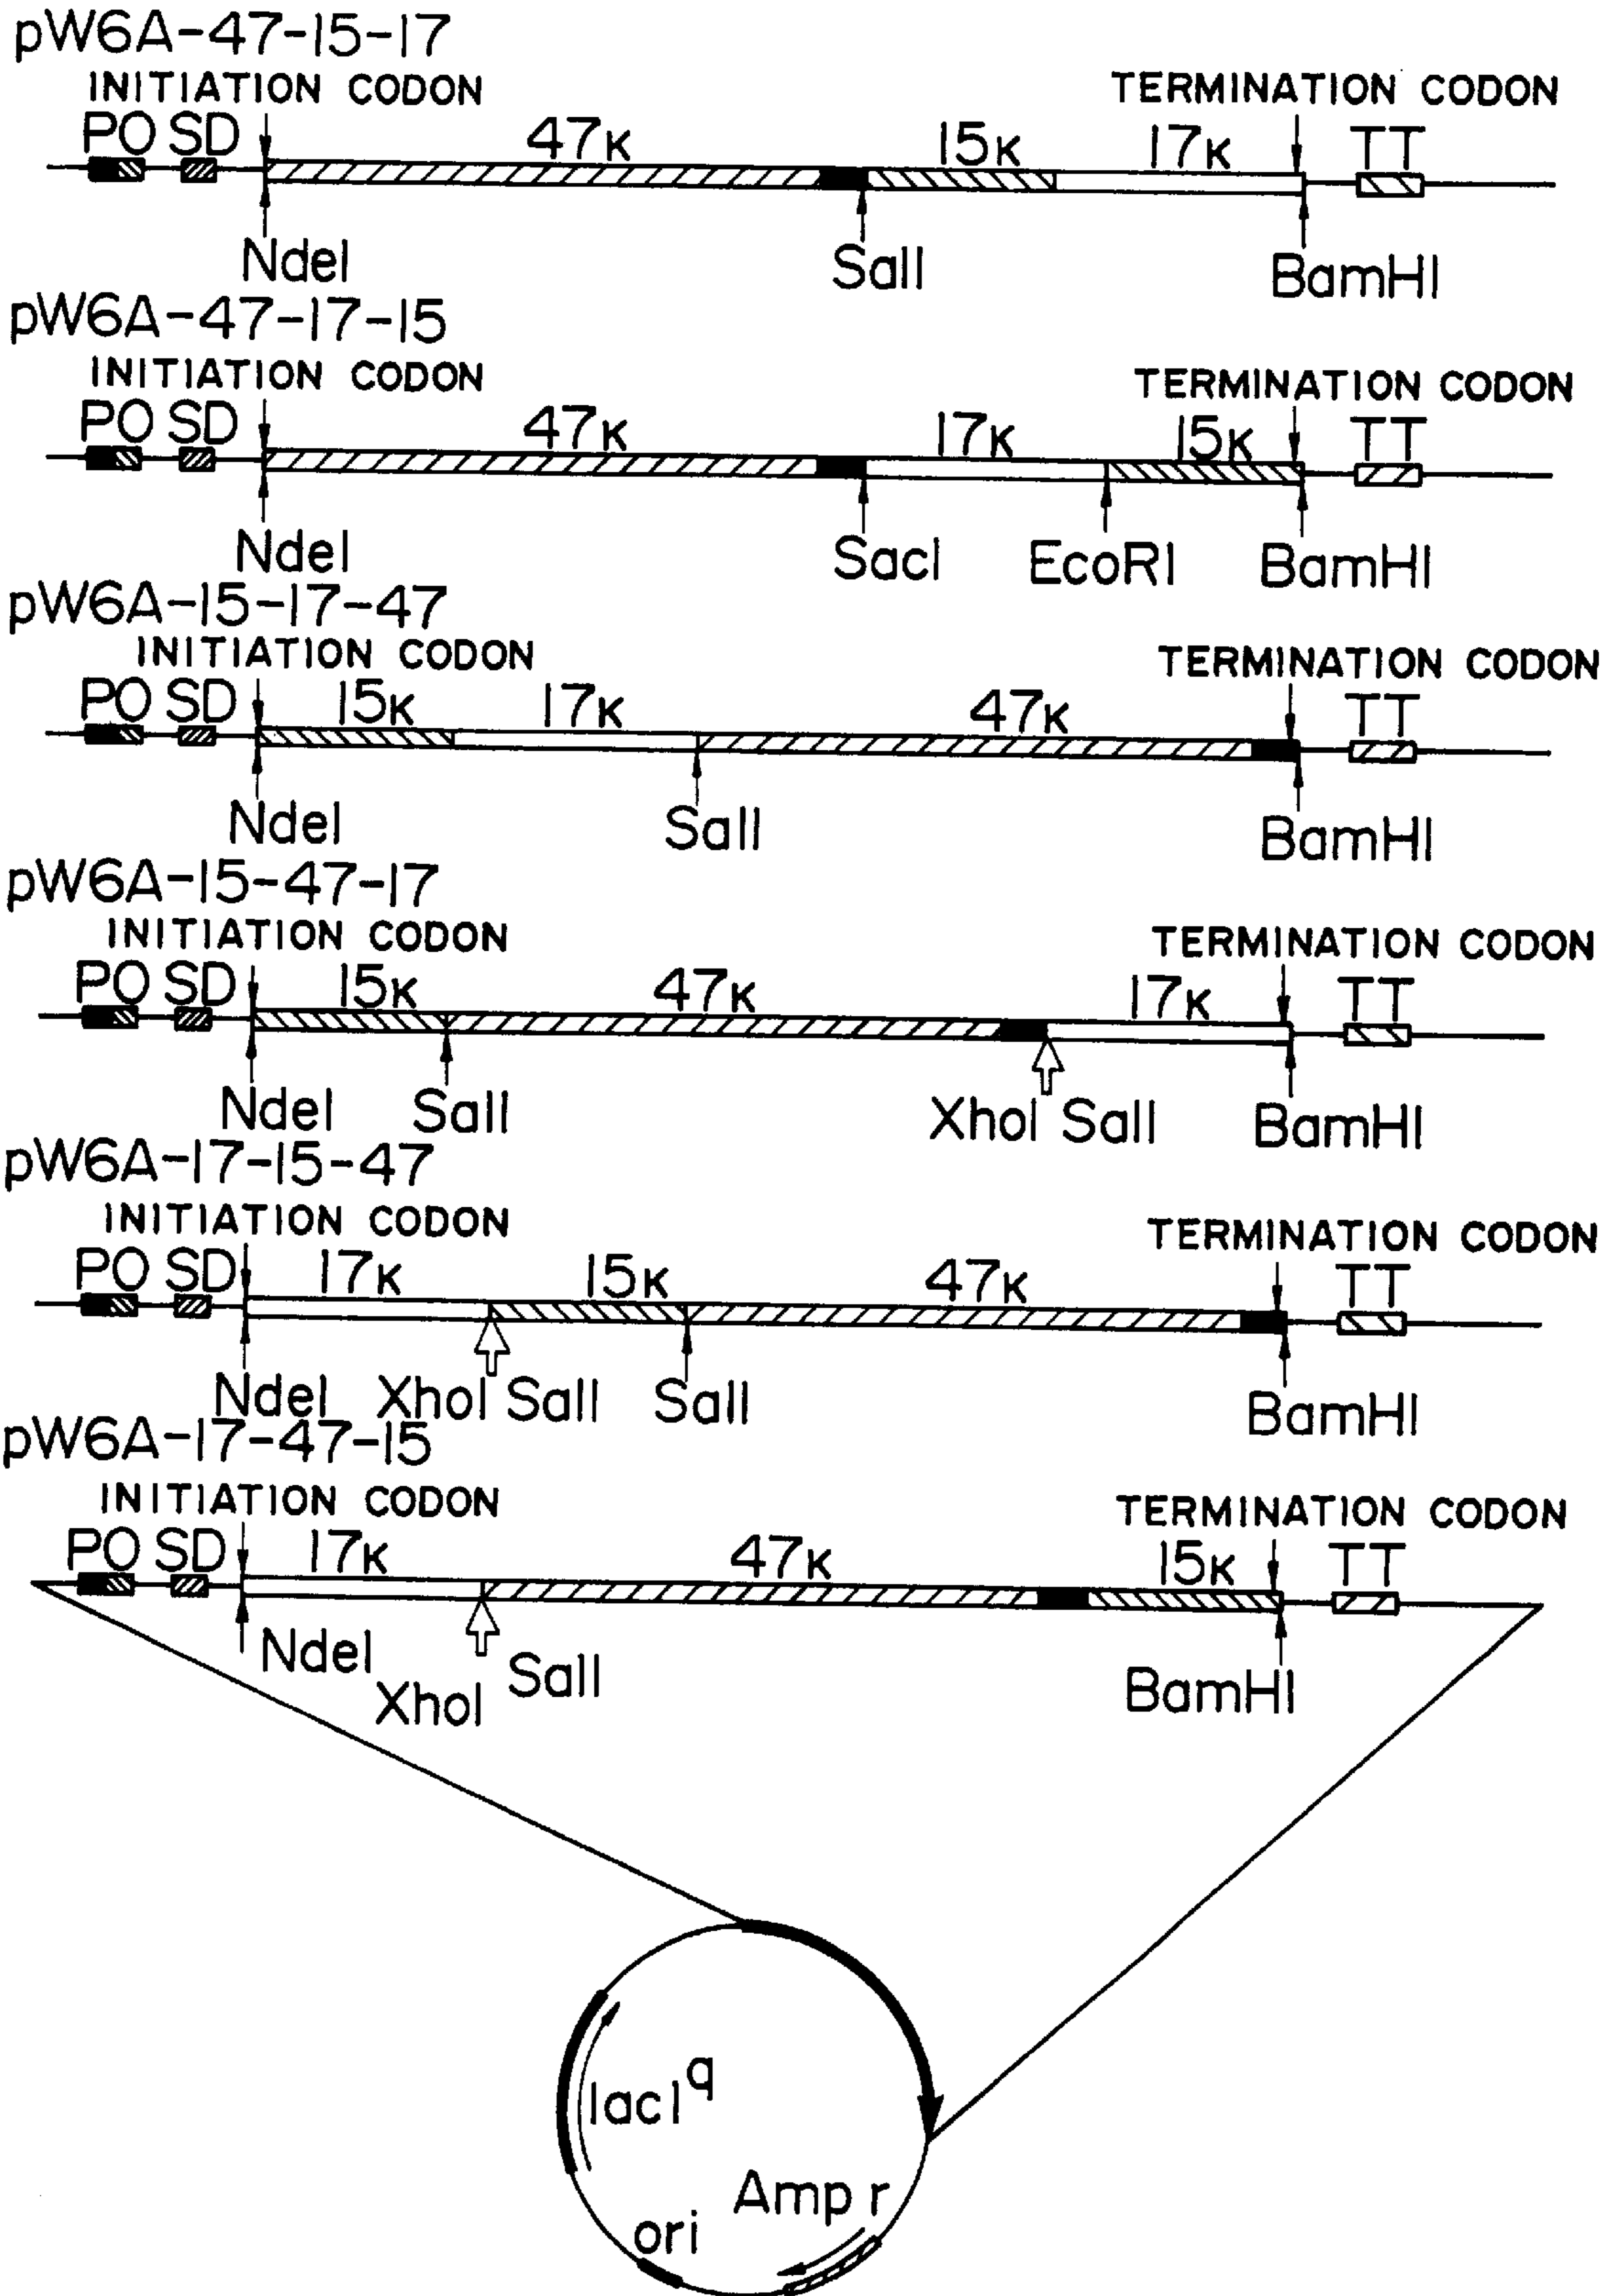 pW6A-47-15-17
INITIATION CODON TERMINATION CODON
PO SD 47K 15K 17K TT
NdeI SalI BamHI
pW6A-47-17-15
INITIATION CODON TERMINATION CODON
PO SD 47K 17K 15K TT
NdeI SacI EcoRI BamHI
pW6A-15-17-47
INITIATION CODON TERMINATION CODON
PO SD 15K 17K 47K TT
NdeI SalI BamHI
pW6A-15-47-17
INITIATION CODON TERMINATION CODON
PO SD 15K 47K 17K TT
NdeI SalI XhoI SalI BamHI
pW6A-17-15-47
INITIATION CODON TERMINATION CODON
PO SD 17K 15K 47K TT
NdeI XhoI SalI SalI BamHI
pW6A-17-47-15
INITIATION CODON TERMINATION CODON
PO SD 17K 47K 15K TT
NdeI SalI BamHI
XhoI
lacI^q
Amp r
ori